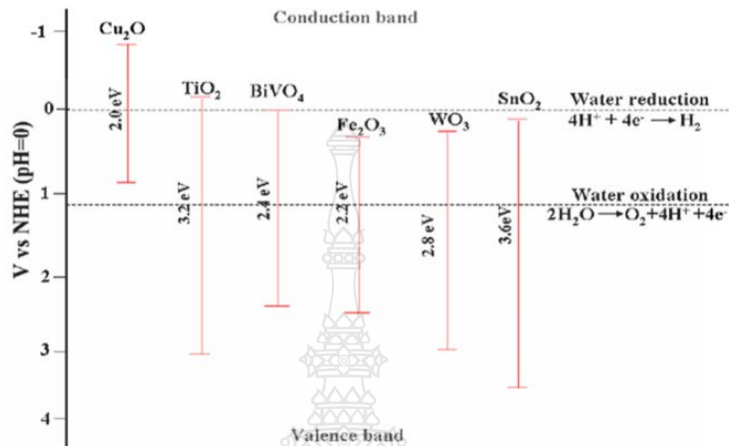 Conduction band
-1
Cu₂O
TiO₂
BiVO₄
SnO₂
Water reduction
0
Fe₂O₃
WO₃
4H⁺ + 4e⁻ → H₂
2.0 eV
3.2 eV
2.4 eV
2.2 eV
2.8 eV
3.6eV
1
Water oxidation
2H₂O → O₂+4H⁺ +4e⁻
V vs NHE (pH=0)
2
3
4
Valence band